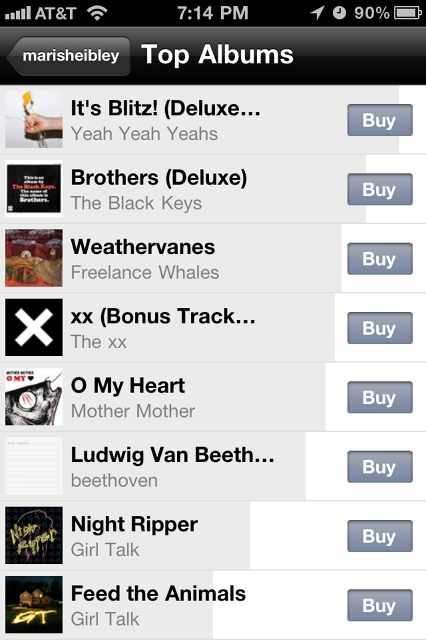 AT&T 7:14 PM 90%
marisheibley Top Albums
It's Blitz! (Deluxe...
Yeah Yeah Yeahs
Buy
This is an
album by
The Black Keys.
The name of
this album is
Brothers.
Brothers (Deluxe)
The Black Keys
Buy
Weathervanes
Freelance Whales
Buy
xx (Bonus Track...
The xx
Buy
MOTHER MOTHER
O MY
O My Heart
Mother Mother
Buy
Ludwig Van Beeth...
beethoven
Buy
Night Ripper
Night Ripper
Girl Talk
Buy
GT
Feed the Animals
Girl Talk
Buy